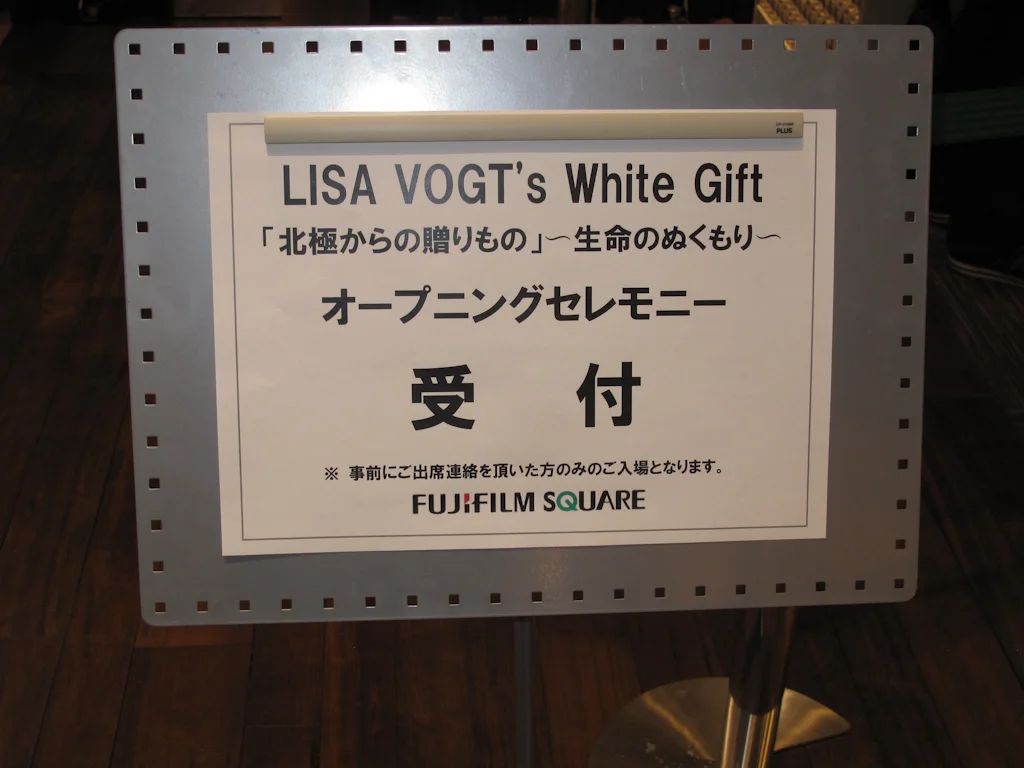 PLUS
LISA VOGT's White Gift
「北極からの贈りもの」～生命のぬくもり～
オープニングセレモニー
受　付
※ 事前にご出席連絡を頂いた方のみのご入場となります。
FUJIFILM SQUARE